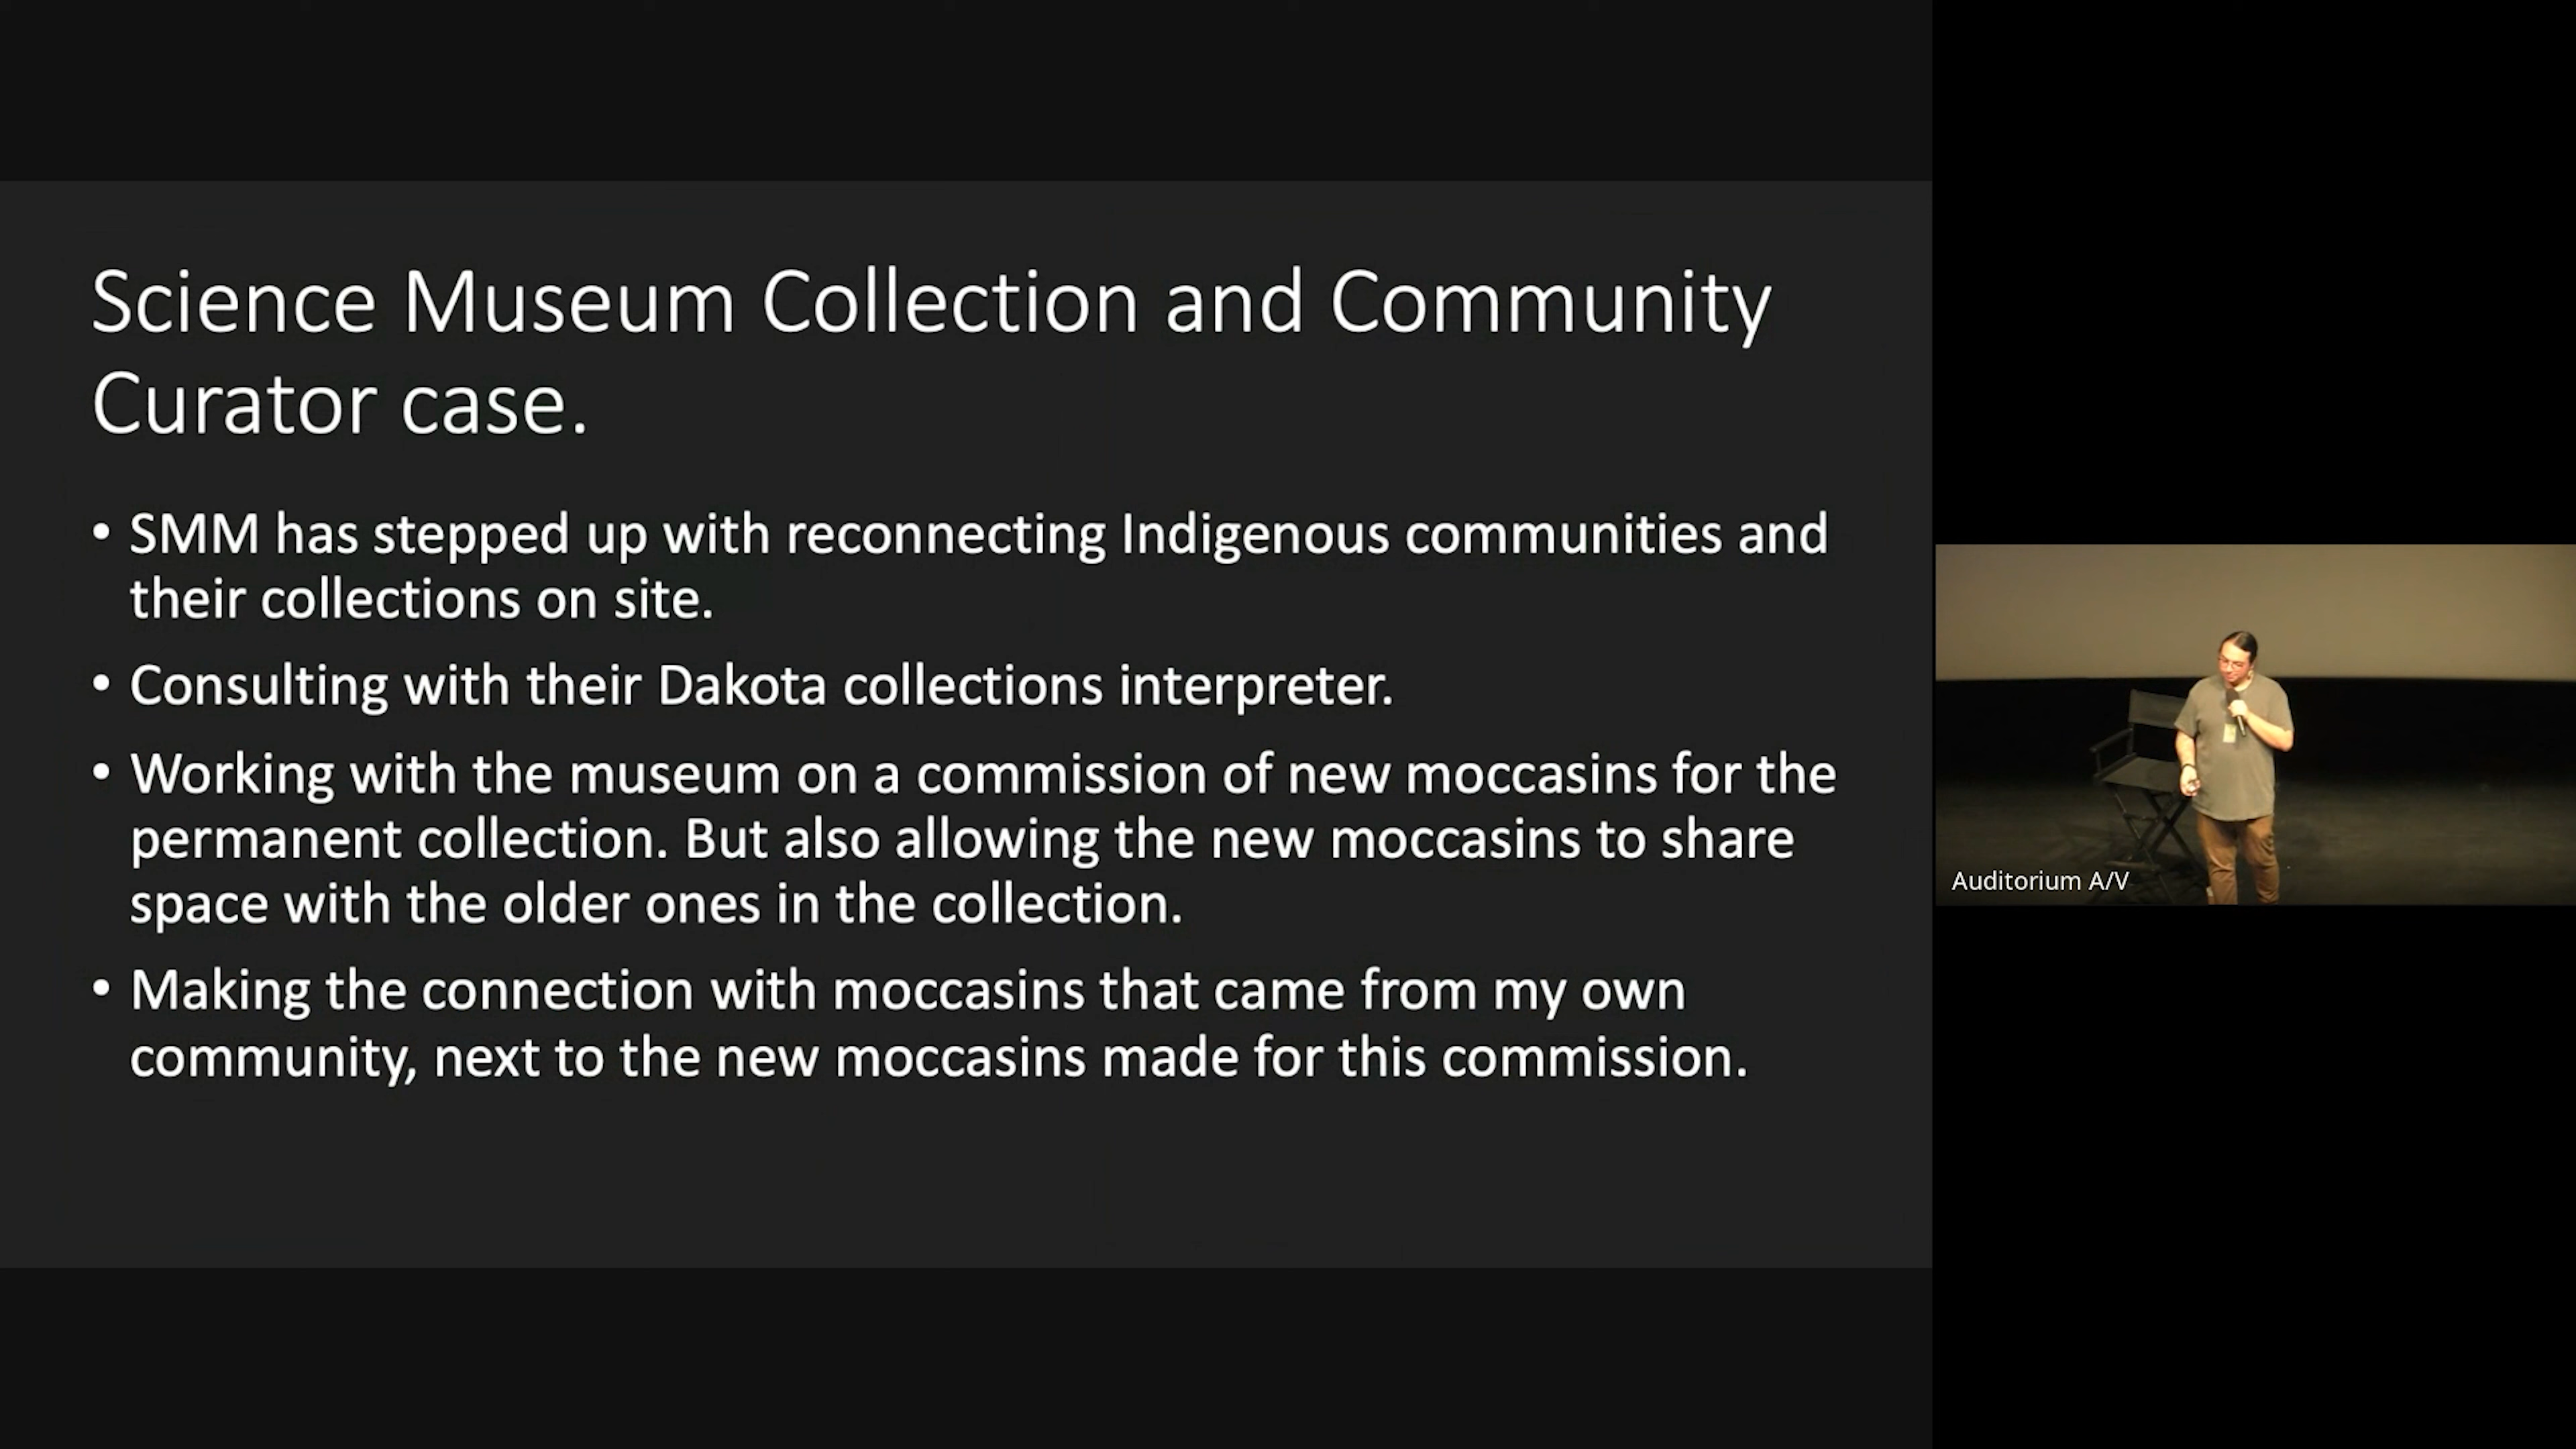 Science Museum Collection and Community
Curator case.
• SMM has stepped up with reconnecting Indigenous communities and
their collections on site.
• Consulting with their Dakota collections interpreter.
• Working with the museum on a commission of new moccasins for the
permanent collection. But also allowing the new moccasins to share
space with the older ones in the collection.
• Making the connection with moccasins that came from my own
community, next to the new moccasins made for this commission.
Auditorium A/V